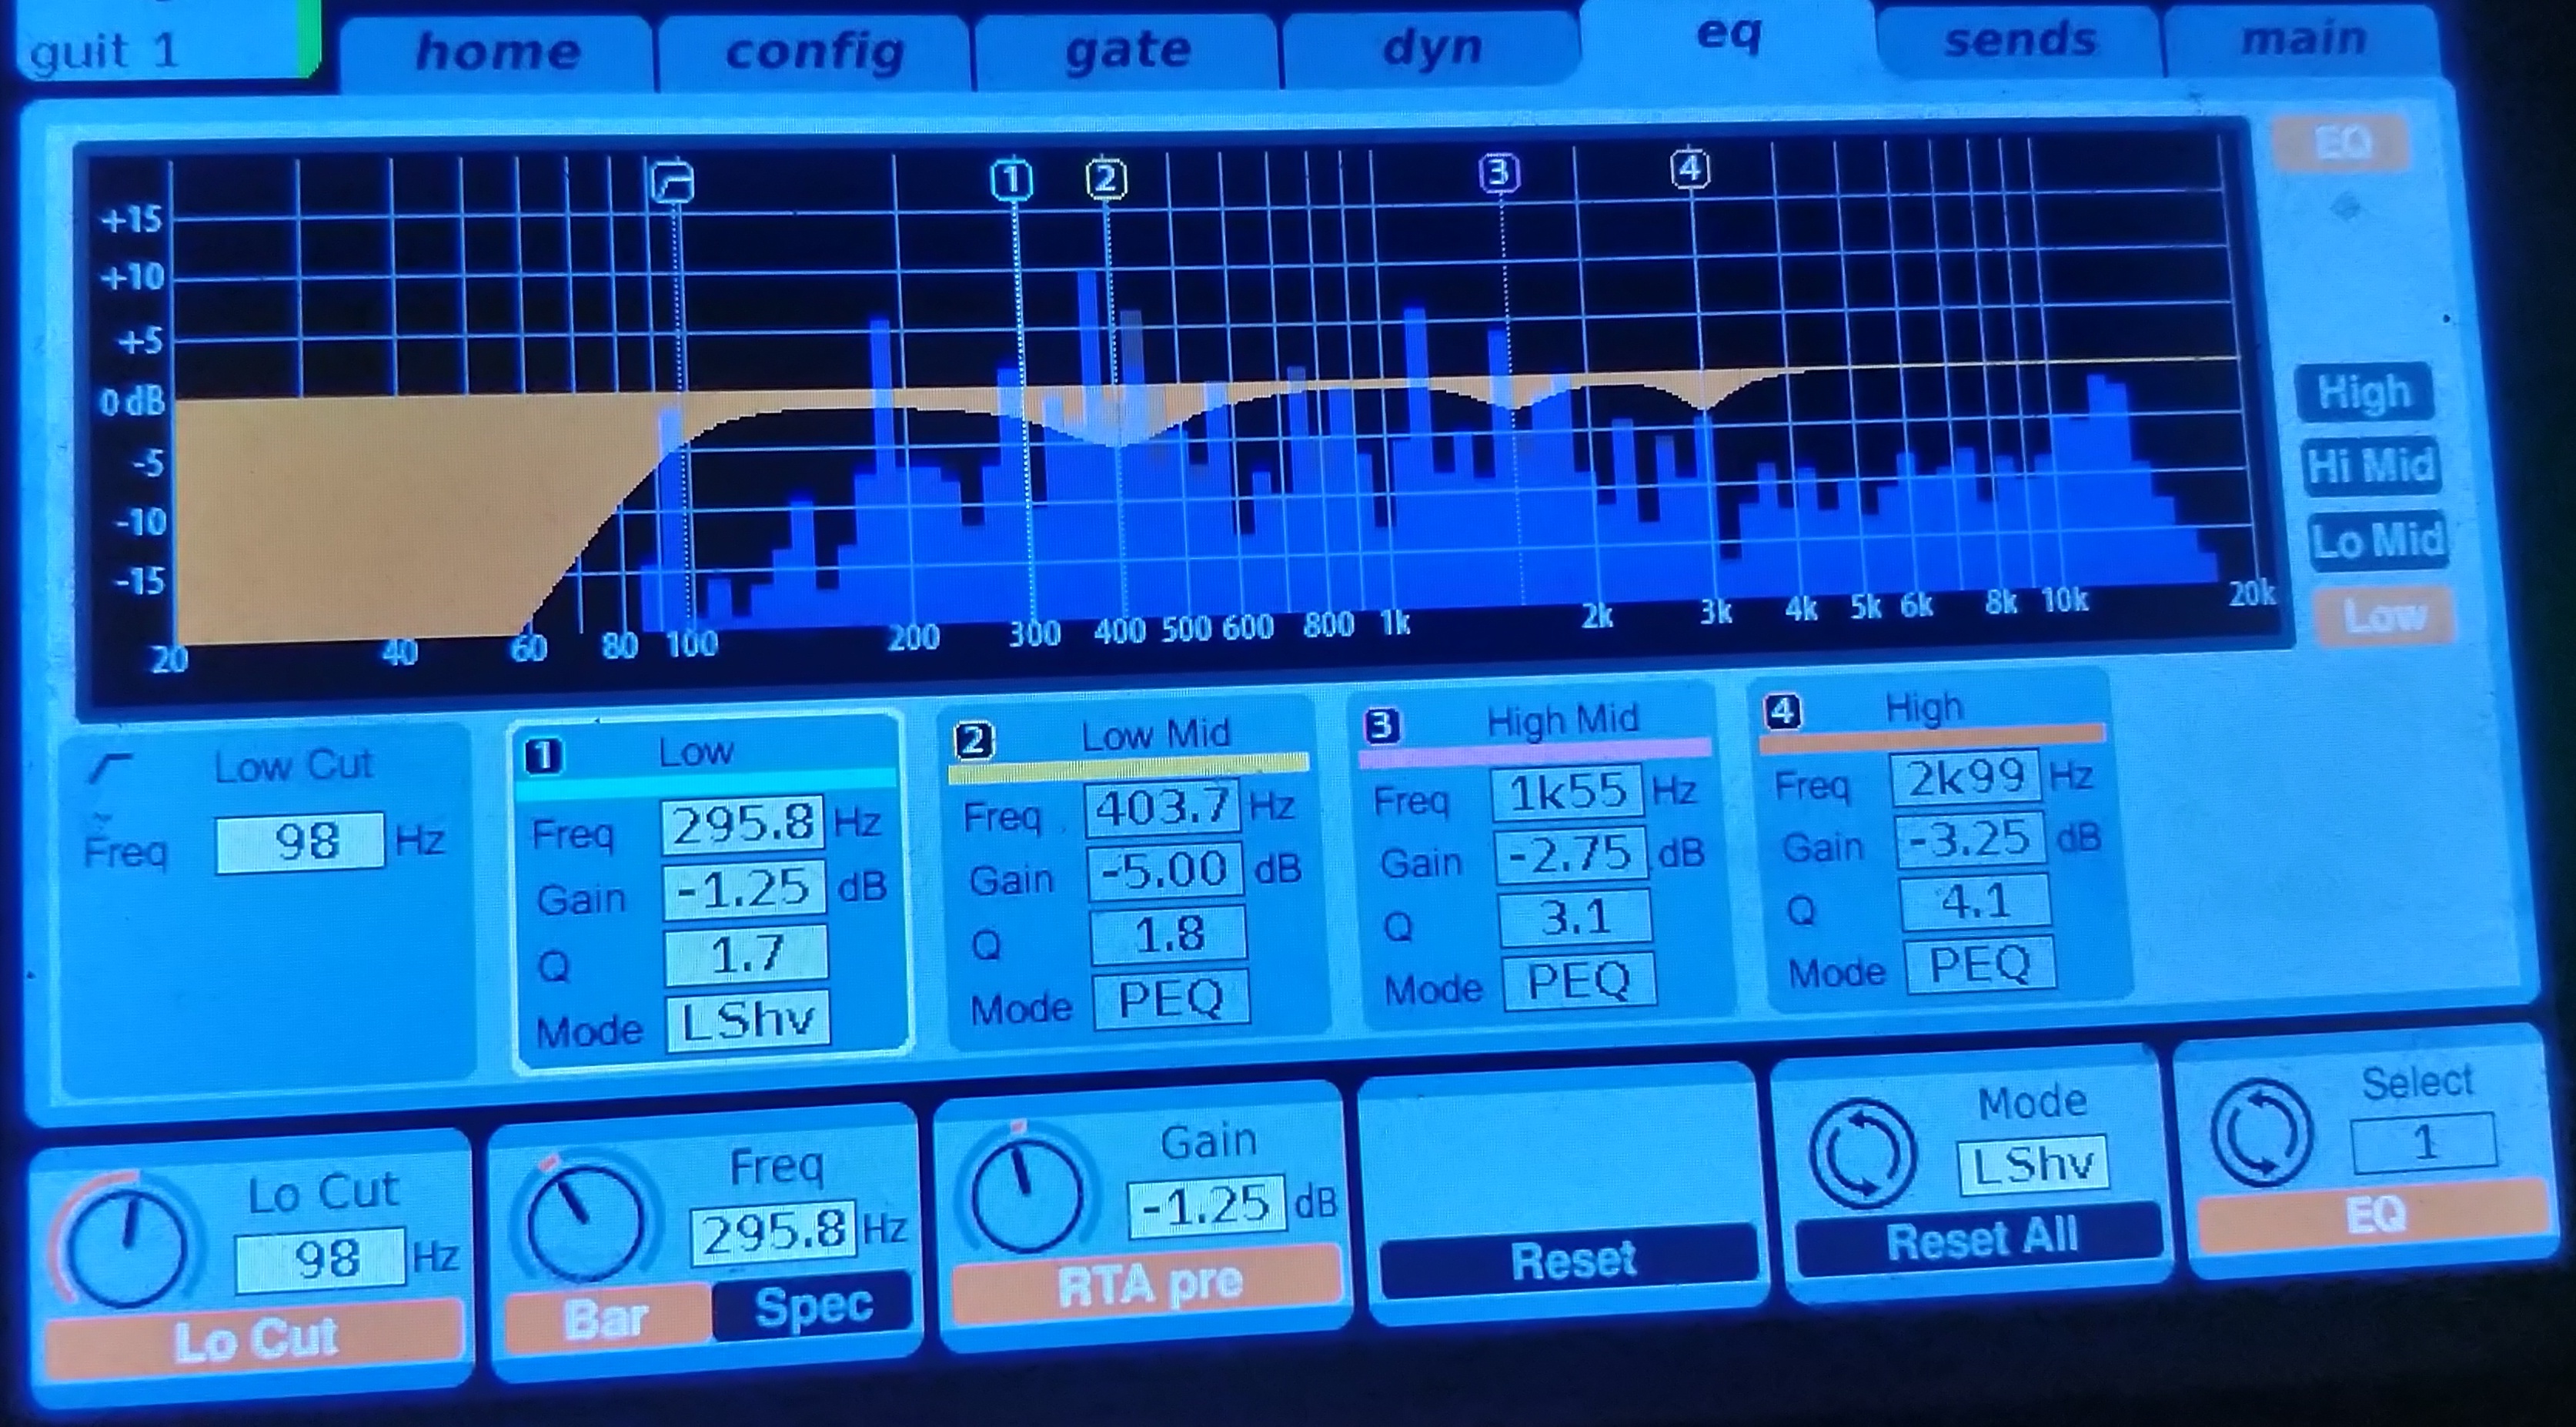 guit 1
home config gate dyn eq sends main
EQ
1 2 3 4
+15
+10
+5
0 dB
-5
-10
-15
20 40 60 80 100 200 300 400 500 600 800 1k 2k 3k 4k 5k 6k 8k 10k 20k
High
Hi Mid
Lo Mid
Low
Low Cut
Freq 98 Hz
1 Low
Freq 295.8 Hz
Gain -1.25 dB
Q 1.7
Mode LShv
2 Low Mid
Freq 403.7 Hz
Gain -5.00 dB
Q 1.8
Mode PEQ
3 High Mid
Freq 1k55 Hz
Gain -2.75 dB
Q 3.1
Mode PEQ
4 High
Freq 2k99 Hz
Gain -3.25 dB
Q 4.1
Mode PEQ
Lo Cut
98 Hz
Lo Cut
Freq
295.8 Hz
Bar Spec
Gain
-1.25 dB
RTA pre
Reset
Mode
LShv
Reset All
Select
1
EQ